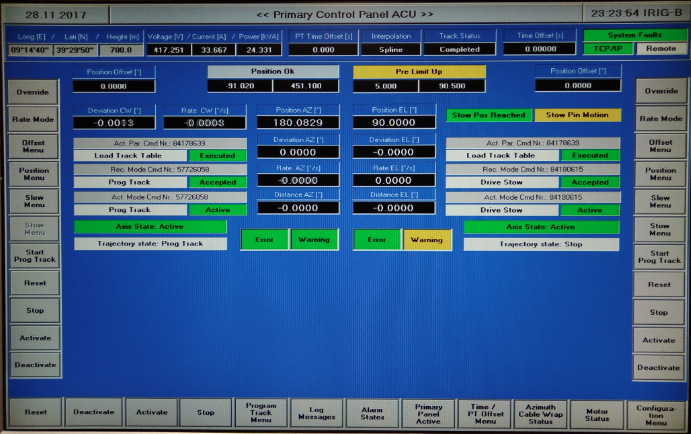 28.11.2017 << Primary Control Panel ACU >> 23:23:54 IRIG-B
Long [E] / Lati [N] / Height [m] Voltage [V] / Current [A] / Power [kVA] PT Time Offset [s] Interpolation Track Status Time Offset [s] System Faults
09°14'40" 39°29'50" 700.0 417.251 33.667 24.331 0.000 Spline Completed 0.00000 TCP/IP Remote
Position Offset [°] Position Ok Pre Limit Up Position Offset [°]
0.0000 -91.020 451.100 5.000 90.500 0.0000
Override Override
Deviation CW [°] Rate CW [°/s] Position AZ [°] Position EL [°] Stow Pos Reached Stow Pin Motion
Rate Mode -0.0013 -0.0003 180.0829 90.0000 Rate Mode
Offset Menu Act. Par. Cmd Nr.: 84178639 Deviation AZ [°] Deviation EL [°] Act. Par. Cmd Nr.: 84178639 Offset Menu
Load Track Table Executed 0.0000 -0.0000 Load Track Table Executed
Position Menu Rec. Mode Cmd Nr.: 57726058 Rate AZ [°/s] Rate EL [°/s] Rec. Mode Cmd Nr.: 84180615 Position Menu
Prog Track Accepted -0.0000 0.0000 Drive Stow Accepted
Slew Menu Act. Mode Cmd Nr.: 57726058 Distance AZ [°] Distance EL [°] Act. Mode Cmd Nr.: 84180615 Slew Menu
Prog Track Active -0.0000 -0.0000 Drive Stow Active
Stow Menu Axis State: Active Axis State: Active Stow Menu
Trajectory state: Prog Track Error Warning Error Warning Trajectory state: Stop
Start Prog Track Start Prog Track
Reset Reset
Stop Stop
Activate Activate
Deactivate Deactivate
Reset Deactivate Activate Stop Program Track Menu Log Messages Alarm States Primary Panel Active Time / PT Offset Menu Azimuth Cable Wrap Status Motor Status Configura- tion Menu